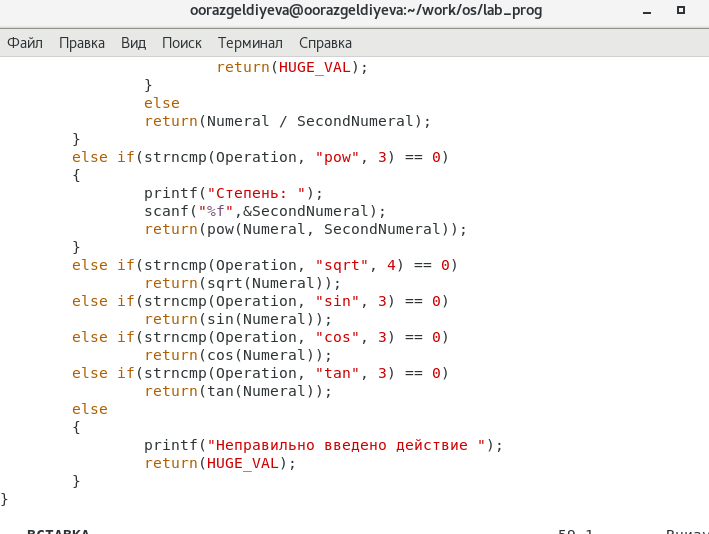 oorazgeldiyeva@oorazgeldiyeva:~/work/os/lab_prog
Файл Правка Вид Поиск Терминал Справка
                        return(HUGE_VAL);
                }
                else
                return(Numeral / SecondNumeral);
        }
        else if(strncmp(Operation, "pow", 3) == 0)
        {
                printf("Степень: ");
                scanf("%f",&SecondNumeral);
                return(pow(Numeral, SecondNumeral));
        }
        else if(strncmp(Operation, "sqrt", 4) == 0)
                return(sqrt(Numeral));
        else if(strncmp(Operation, "sin", 3) == 0)
                return(sin(Numeral));
        else if(strncmp(Operation, "cos", 3) == 0)
                return(cos(Numeral));
        else if(strncmp(Operation, "tan", 3) == 0)
                return(tan(Numeral));
        else
        {
                printf("Неправильно введено действие ");
                return(HUGE_VAL);
        }
}
ВСТАВКА